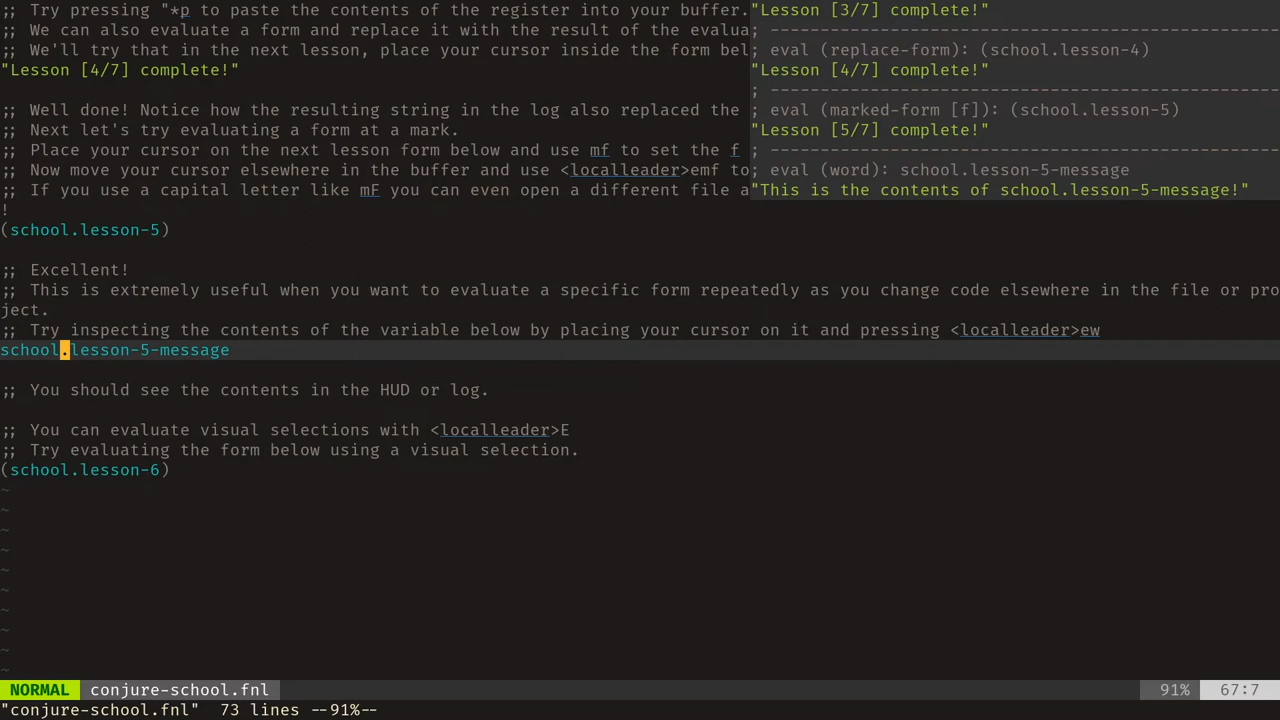 ;; Try pressing "*p to paste the contents of the register into your buffer.
;; We can also evaluate a form and replace it with the result of the evalua
;; We'll try that in the next lesson, place your cursor inside the form bel
"Lesson [4/7] complete!"
;; Well done! Notice how the resulting string in the log also replaced the
;; Next let's try evaluating a form at a mark.
;; Place your cursor on the next lesson form below and use mf to set the f
;; Now move your cursor elsewhere in the buffer and use <localleader>emf to
;; If you use a capital letter like mF you can even open a different file a
!
(school.lesson-5)
;; Excellent!
;; This is extremely useful when you want to evaluate a specific form repeatedly as you change code elsewhere in the file or pro
ject.
;; Try inspecting the contents of the variable below by placing your cursor on it and pressing <localleader>ew
school.lesson-5-message
;; You should see the contents in the HUD or log.
;; You can evaluate visual selections with <localleader>E
;; Try evaluating the form below using a visual selection.
(school.lesson-6)
~
~
~
~
~
~
~
~
~
~
"Lesson [3/7] complete!"
; ---------------------------------------------------
; eval (replace-form): (school.lesson-4)
"Lesson [4/7] complete!"
; ---------------------------------------------------
; eval (marked-form [f]): (school.lesson-5)
"Lesson [5/7] complete!"
; ---------------------------------------------------
; eval (word): school.lesson-5-message
"This is the contents of school.lesson-5-message!"
NORMAL conjure-school.fnl 91% 67:7
"conjure-school.fnl" 73 lines --91%--